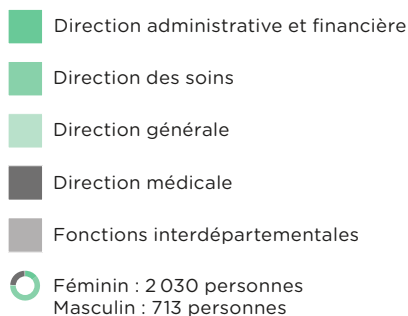 Direction administrative et financière
Direction des soins
Direction générale
Direction médicale
Fonctions interdépartementales
Féminin : 2 030 personnes
Masculin : 713 personnes